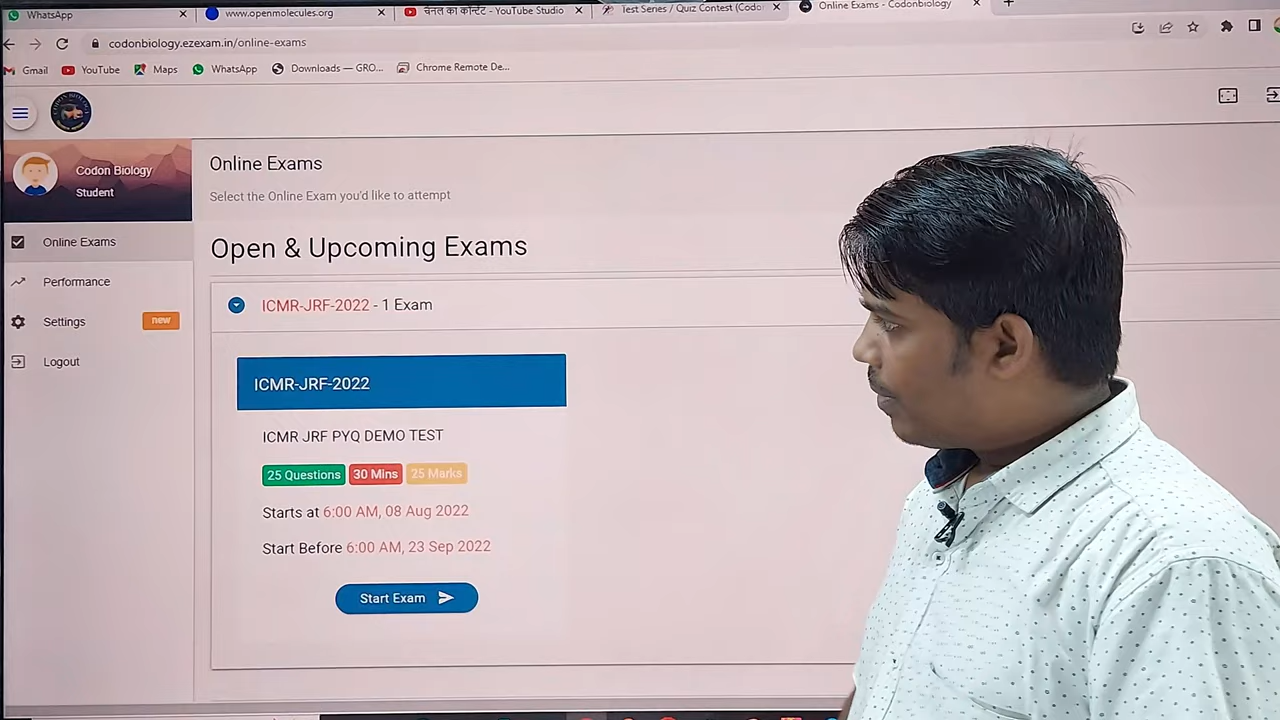 WhatsApp
www.openmolecules.org
चैनल का कॉन्टेंट - YouTube Studio
Test Series / Quiz Contest (Codo
Online Exams - Codonbiology
codonbiology.ezexam.in/online-exams
Gmail
YouTube
Maps
WhatsApp
Downloads — GRO...
Chrome Remote De...
Codon Biology
Student
Online Exams
Performance
Settings
new
Logout
Online Exams
Select the Online Exam you'd like to attempt
Open & Upcoming Exams
ICMR-JRF-2022 - 1 Exam
ICMR-JRF-2022
ICMR JRF PYQ DEMO TEST
25 Questions 30 Mins 25 Marks
Starts at 6:00 AM, 08 Aug 2022
Start Before 6:00 AM, 23 Sep 2022
Start Exam